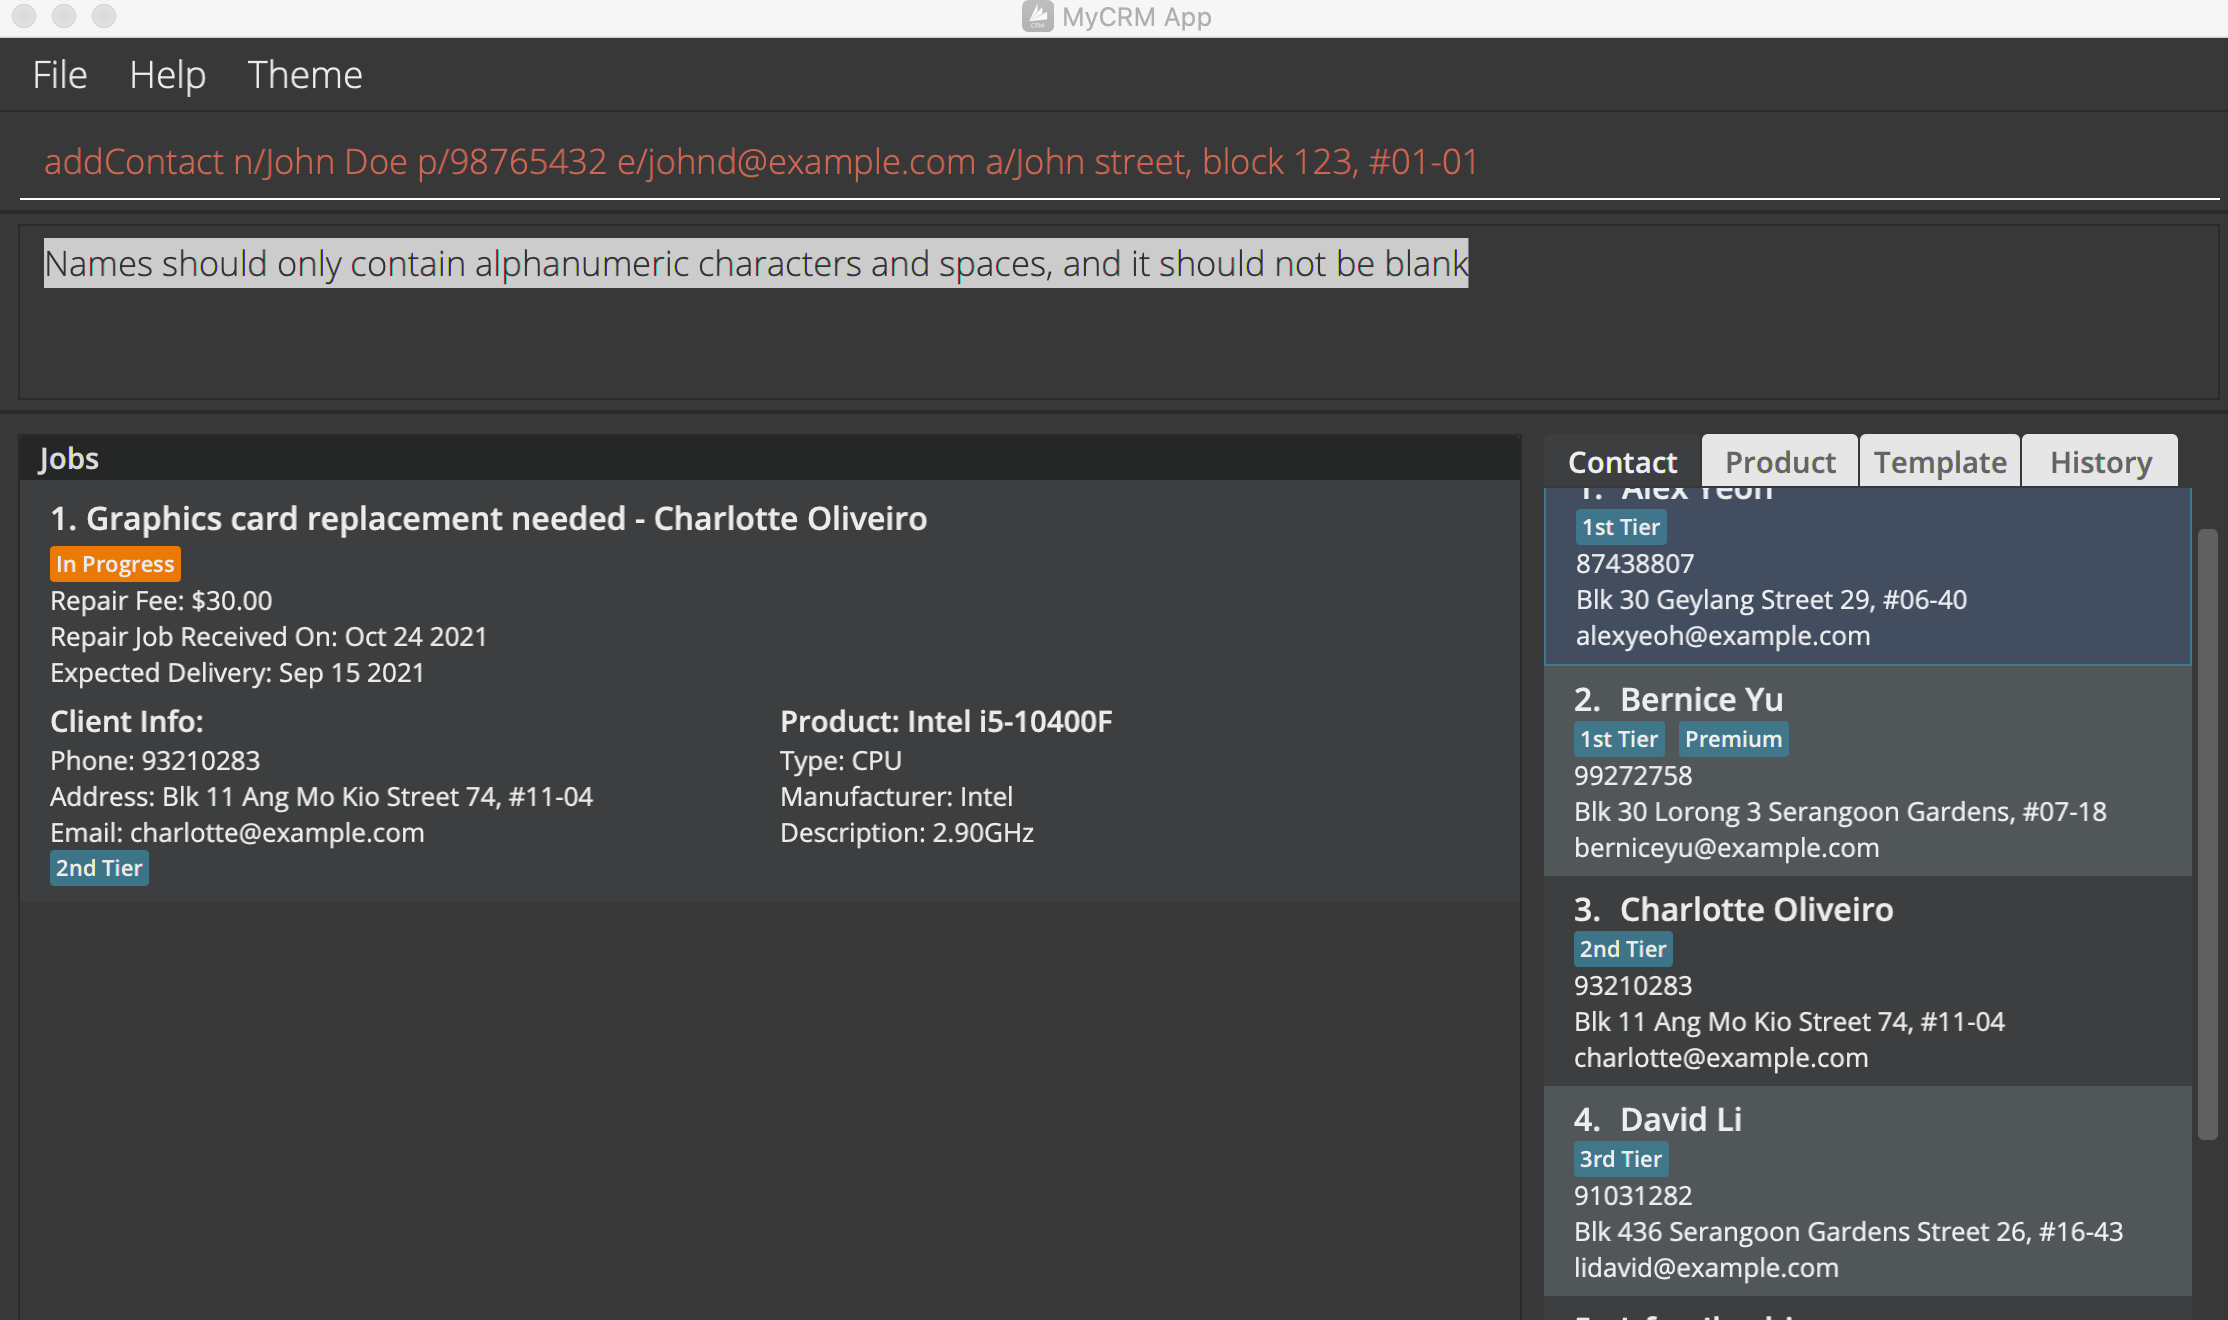 MyCRM App
File Help Theme
addContact n/John Doe p/98765432 e/johnd@example.com a/John street, block 123, #01-01
Names should only contain alphanumeric characters and spaces, and it should not be blank
Jobs
1. Graphics card replacement needed - Charlotte Oliveiro
In Progress
Repair Fee: $30.00
Repair Job Received On: Oct 24 2021
Expected Delivery: Sep 15 2021
Client Info:
Phone: 93210283
Address: Blk 11 Ang Mo Kio Street 74, #11-04
Email: charlotte@example.com
2nd Tier
Product: Intel i5-10400F
Type: CPU
Manufacturer: Intel
Description: 2.90GHz
Contact Product Template History
1. Alex Yeoh
1st Tier
87438807
Blk 30 Geylang Street 29, #06-40
alexyeoh@example.com
2. Bernice Yu
1st Tier Premium
99272758
Blk 30 Lorong 3 Serangoon Gardens, #07-18
berniceyu@example.com
3. Charlotte Oliveiro
2nd Tier
93210283
Blk 11 Ang Mo Kio Street 74, #11-04
charlotte@example.com
4. David Li
3rd Tier
91031282
Blk 436 Serangoon Gardens Street 26, #16-43
lidavid@example.com